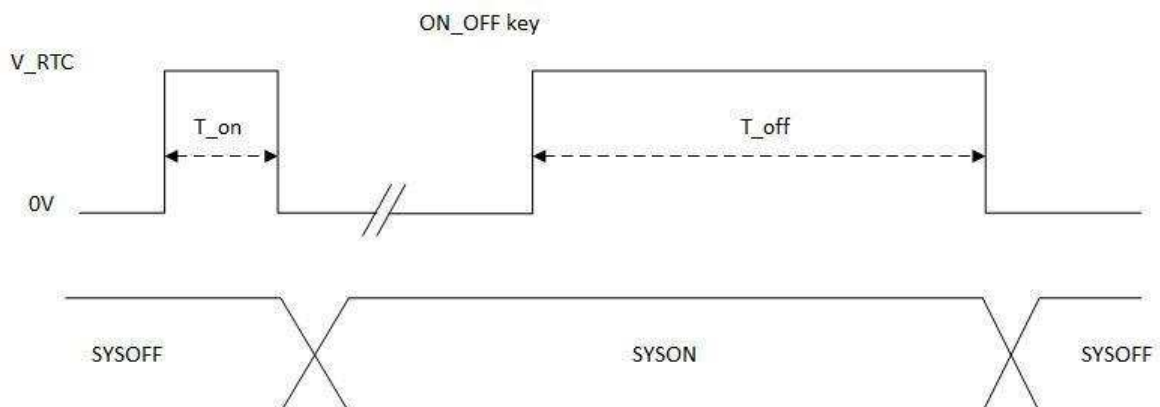 ON_OFF key
V_RTC
T_on
T_off
0V
SYSOFF
SYSON
SYSOFF